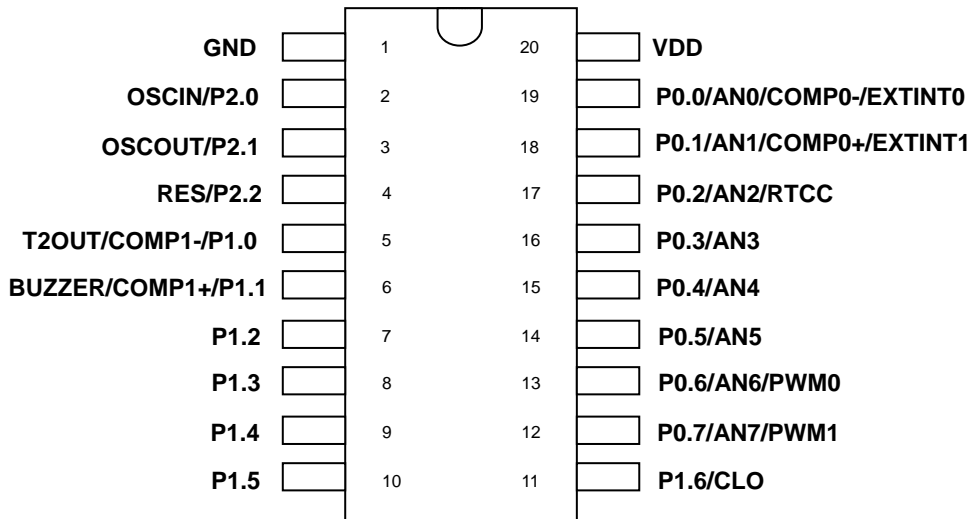 GND 1 20 VDD
OSCIN/P2.0 2 19 P0.0/AN0/COMP0-/EXTINT0
OSCOUT/P2.1 3 18 P0.1/AN1/COMP0+/EXTINT1
RES/P2.2 4 17 P0.2/AN2/RTCC
T2OUT/COMP1-/P1.0 5 16 P0.3/AN3
BUZZER/COMP1+/P1.1 6 15 P0.4/AN4
P1.2 7 14 P0.5/AN5
P1.3 8 13 P0.6/AN6/PWM0
P1.4 9 12 P0.7/AN7/PWM1
P1.5 10 11 P1.6/CLO